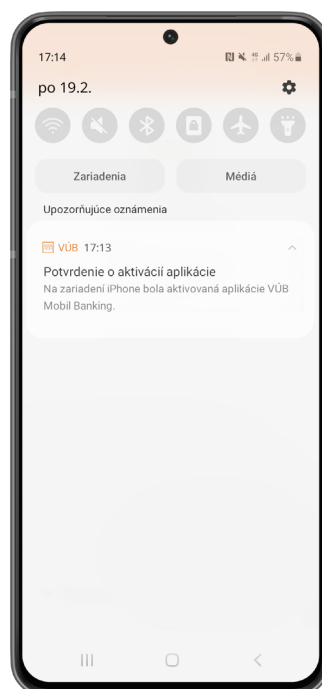 17:14 57%
po 19.2.
Zariadenia Médiá
Upozorňujúce oznámenia
VÚB 17:13
Potvrdenie o aktivácií aplikácie
Na zariadení iPhone bola aktivovaná aplikácie VÚB
Mobil Banking.